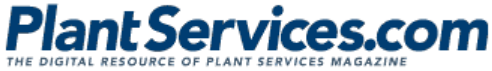 PlantServices.com
THE DIGITAL RESOURCE OF PLANT SERVICES MAGAZINE